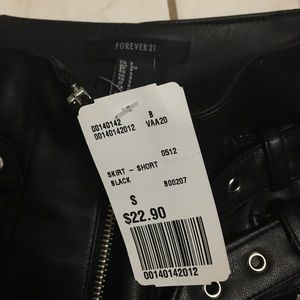 FOREVER 21
00140142 B
00140142012 VAA20
0512
SKIRT – SHORT
BLACK B00207
S
$22.90
00140142012